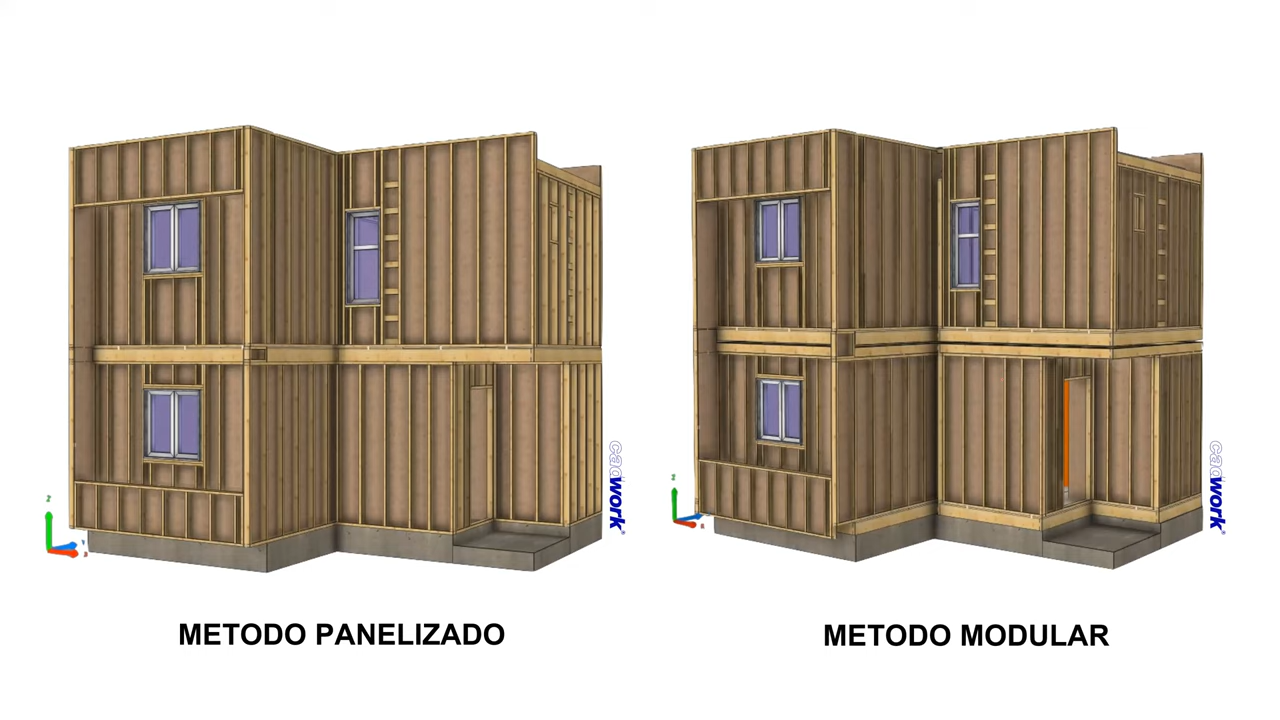 METODO PANELIZADO
METODO MODULAR
cadwork
cadwork
Z
Y
X
Z
X